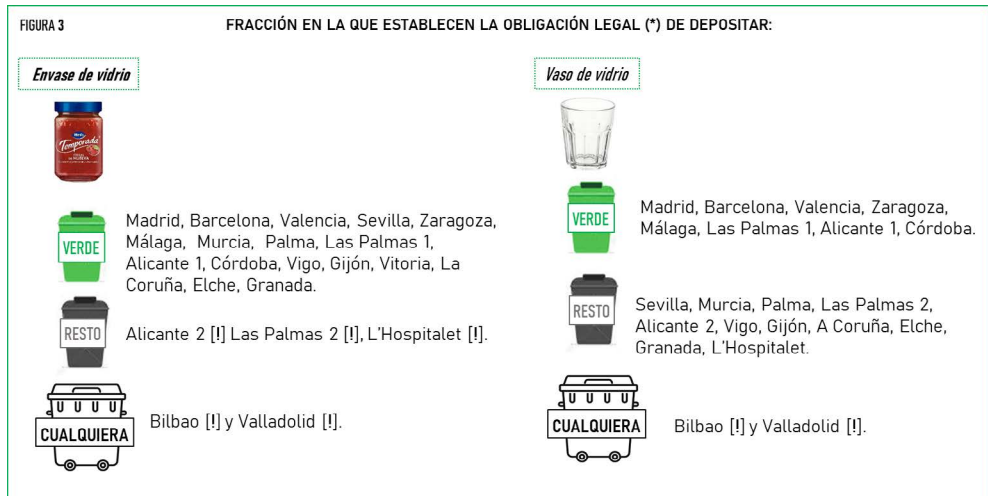 FIGURA 3
FRACCIÓN EN LA QUE ESTABLECEN LA OBLIGACIÓN LEGAL (*) DE DEPOSITAR:
Envase de vidrio
Temporada
VERDE
Madrid, Barcelona, Valencia, Sevilla, Zaragoza,
Málaga, Murcia, Palma, Las Palmas 1,
Alicante 1, Córdoba, Vigo, Gijón, Vitoria, La
Coruña, Elche, Granada.
RESTO
Alicante 2 [!] Las Palmas 2 [!], L'Hospitalet [!].
CUALQUIERA
Bilbao [!] y Valladolid [!].
Vaso de vidrio
VERDE
Madrid, Barcelona, Valencia, Zaragoza,
Málaga, Las Palmas 1, Alicante 1, Córdoba.
RESTO
Sevilla, Murcia, Palma, Las Palmas 2,
Alicante 2, Vigo, Gijón, A Coruña, Elche,
Granada, L'Hospitalet.
CUALQUIERA
Bilbao [!] y Valladolid [!].